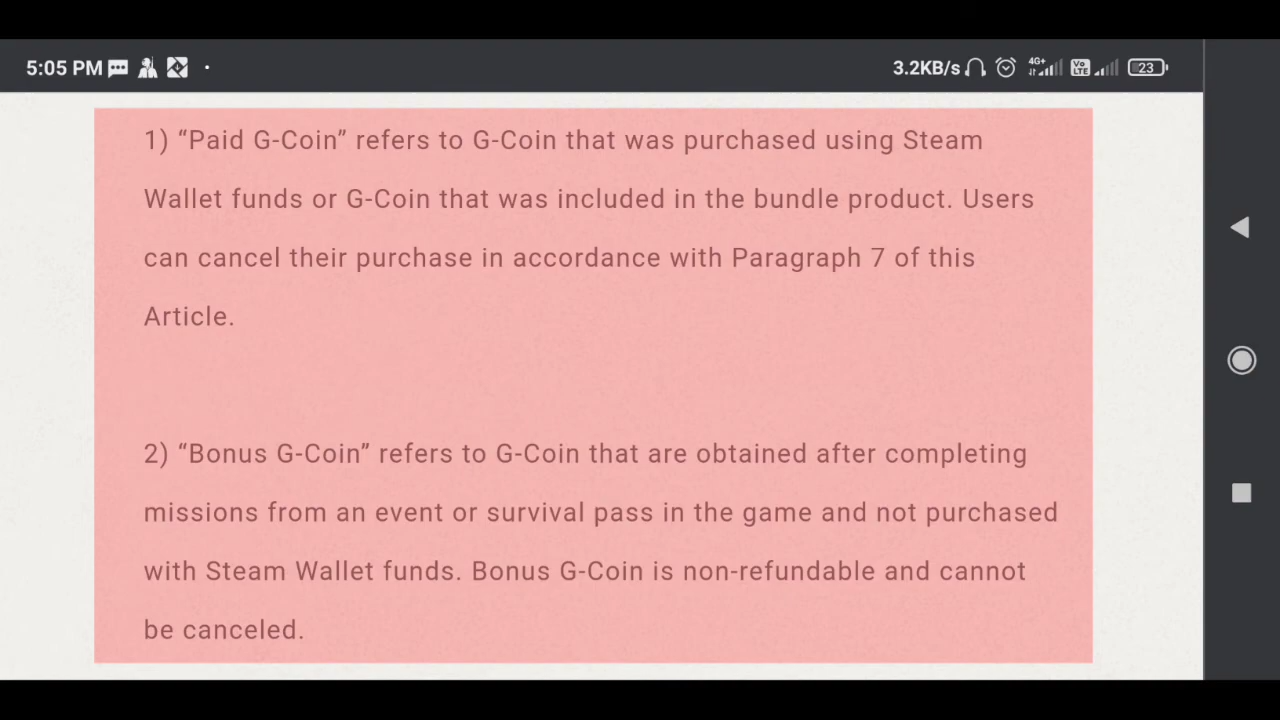 5:05 PM 3.2KB/s 4G+ Vo LTE 23
1) “Paid G-Coin” refers to G-Coin that was purchased using Steam
Wallet funds or G-Coin that was included in the bundle product. Users
can cancel their purchase in accordance with Paragraph 7 of this
Article.
2) “Bonus G-Coin” refers to G-Coin that are obtained after completing
missions from an event or survival pass in the game and not purchased
with Steam Wallet funds. Bonus G-Coin is non-refundable and cannot
be canceled.